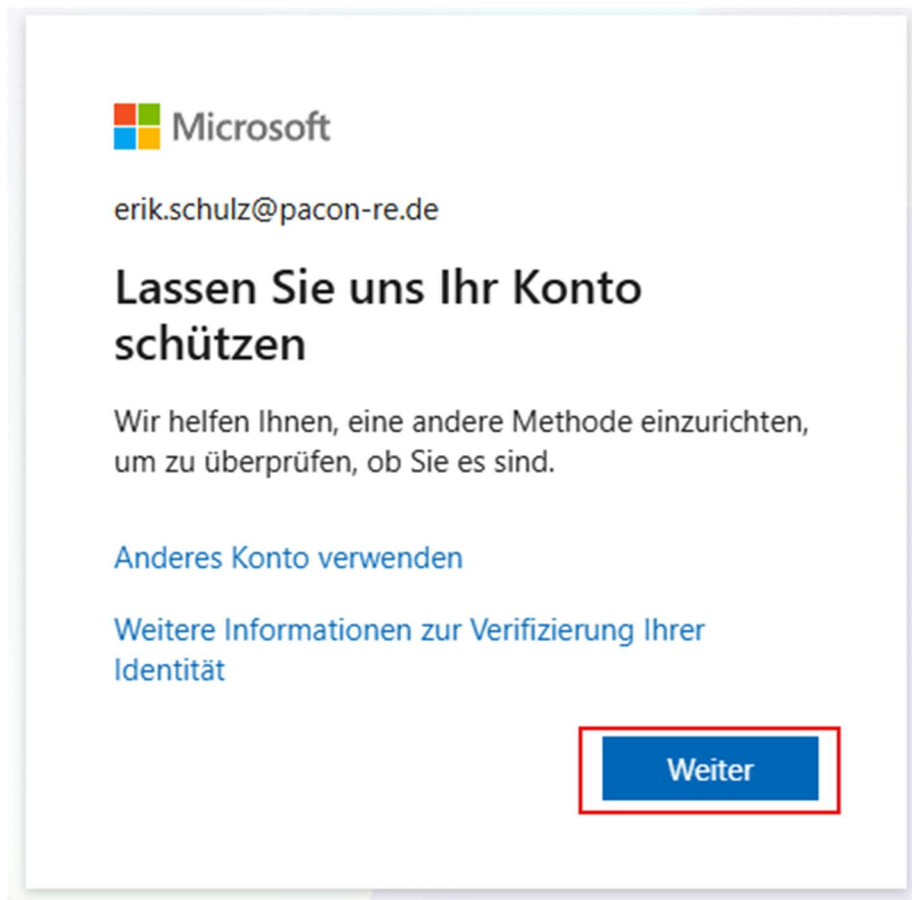 Microsoft
erik.schulz@pacon-re.de
Lassen Sie uns Ihr Konto
schützen
Wir helfen Ihnen, eine andere Methode einzurichten,
um zu überprüfen, ob Sie es sind.
Anderes Konto verwenden
Weitere Informationen zur Verifizierung Ihrer
Identität
Weiter